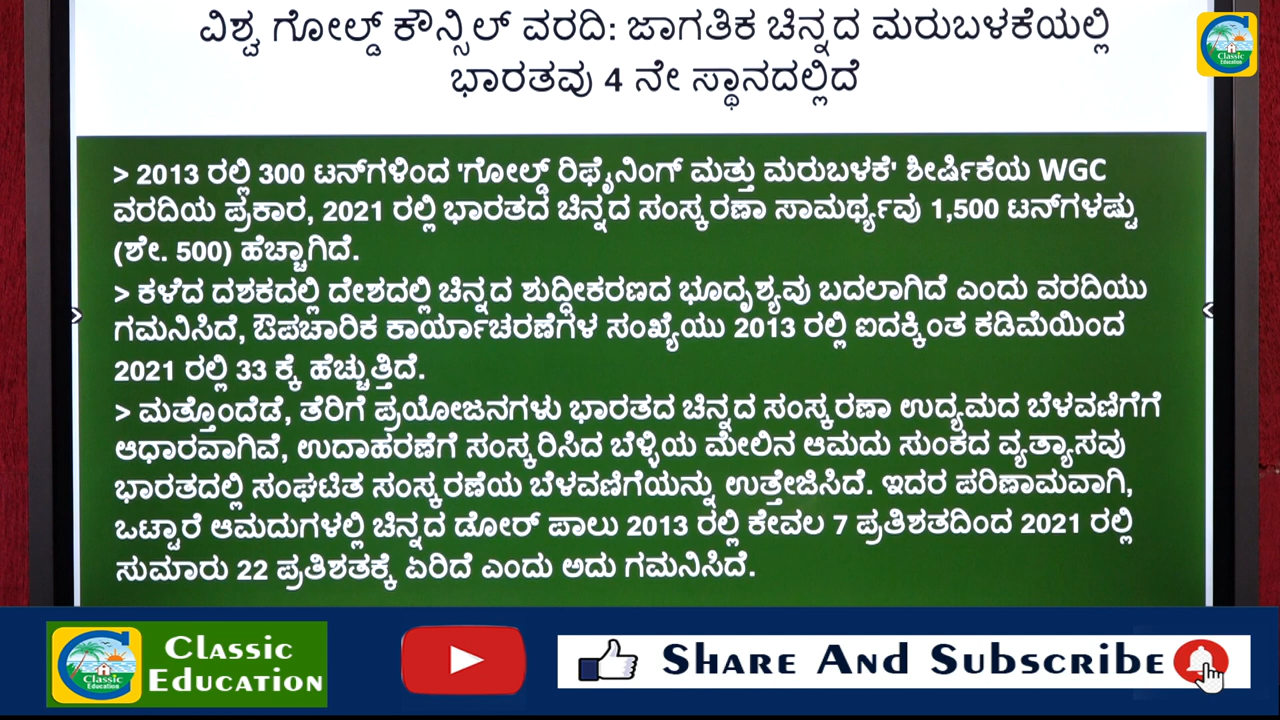 ವಿಶ್ವ ಗೋಲ್ಡ್ ಕೌನ್ಸಿಲ್ ವರದಿ: ಜಾಗತಿಕ ಚಿನ್ನದ ಮರುಬಳಕೆಯಲ್ಲಿ
ಭಾರತವು 4 ನೇ ಸ್ಥಾನದಲ್ಲಿದೆ
Classic
Education
> 2013 ರಲ್ಲಿ 300 ಟನ್‌ಗಳಿಂದ 'ಗೋಲ್ಡ್ ರಿಫೈನಿಂಗ್ ಮತ್ತು ಮರುಬಳಕೆ' ಶೀರ್ಷಿಕೆಯ WGC
ವರದಿಯ ಪ್ರಕಾರ, 2021 ರಲ್ಲಿ ಭಾರತದ ಚಿನ್ನದ ಸಂಸ್ಕರಣಾ ಸಾಮರ್ಥ್ಯವು 1,500 ಟನ್‌ಗಳಷ್ಟು
(ಶೇ. 500) ಹೆಚ್ಚಾಗಿದೆ.
> ಕಳೆದ ದಶಕದಲ್ಲಿ ದೇಶದಲ್ಲಿ ಚಿನ್ನದ ಶುದ್ಧೀಕರಣದ ಭೂದೃಶ್ಯವು ಬದಲಾಗಿದೆ ಎಂದು ವರದಿಯು
ಗಮನಿಸಿದೆ, ಔಪಚಾರಿಕ ಕಾರ್ಯಾಚರಣೆಗಳ ಸಂಖ್ಯೆಯು 2013 ರಲ್ಲಿ ಐದಕ್ಕಿಂತ ಕಡಿಮೆಯಿಂದ
2021 ರಲ್ಲಿ 33 ಕ್ಕೆ ಹೆಚ್ಚುತ್ತಿದೆ.
> ಮತ್ತೊಂದೆಡೆ, ತೆರಿಗೆ ಪ್ರಯೋಜನಗಳು ಭಾರತದ ಚಿನ್ನದ ಸಂಸ್ಕರಣಾ ಉದ್ಯಮದ ಬೆಳವಣಿಗೆಗೆ
ಆಧಾರವಾಗಿವೆ, ಉದಾಹರಣೆಗೆ ಸಂಸ್ಕರಿಸಿದ ಬೆಳ್ಳಿಯ ಮೇಲಿನ ಆಮದು ಸುಂಕದ ವ್ಯತ್ಯಾಸವು
ಭಾರತದಲ್ಲಿ ಸಂಘಟಿತ ಸಂಸ್ಕರಣೆಯ ಬೆಳವಣಿಗೆಯನ್ನು ಉತ್ತೇಜಿಸಿದೆ. ಇದರ ಪರಿಣಾಮವಾಗಿ,
ಒಟ್ಟಾರೆ ಆಮದುಗಳಲ್ಲಿ ಚಿನ್ನದ ಡೋರ್ ಪಾಲು 2013 ರಲ್ಲಿ ಕೇವಲ 7 ಪ್ರತಿಶತದಿಂದ 2021 ರಲ್ಲಿ
ಸುಮಾರು 22 ಪ್ರತಿಶತಕ್ಕೆ ಏರಿದೆ ಎಂದು ಅದು ಗಮನಿಸಿದೆ.
Classic
Education
Classic
Education
Share And Subscribe